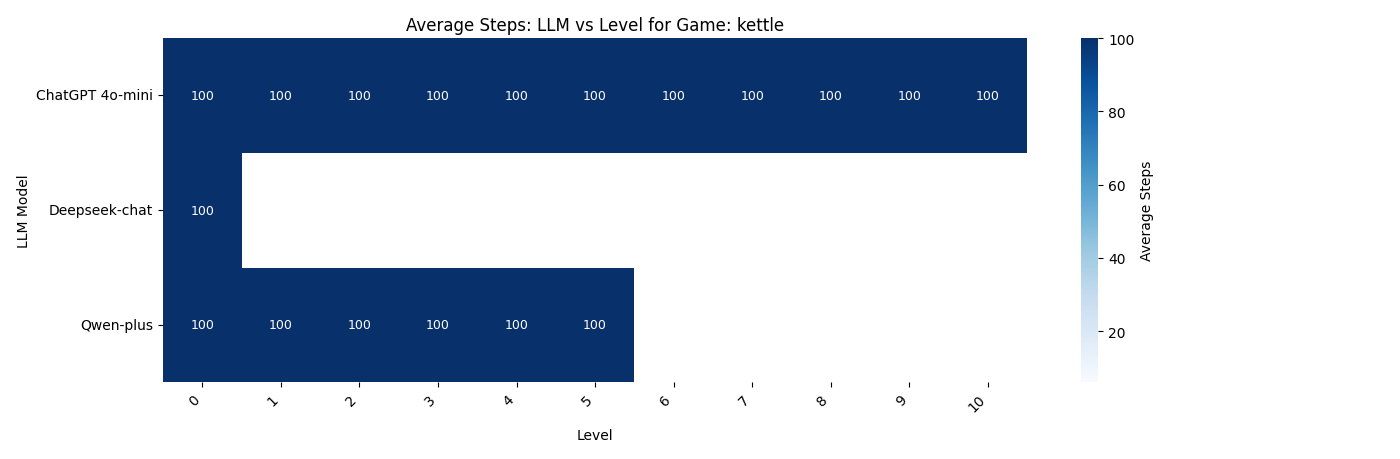 Average Steps: LLM vs Level for Game: kettle
ChatGPT 4o-mini
100 100 100 100 100 100 100 100 100 100 100
Deepseek-chat
100
Qwen-plus
100 100 100 100 100 100
LLM Model
0 1 2 3 4 5 6 7 8 9 10
Level
100
80
60
40
20
Average Steps